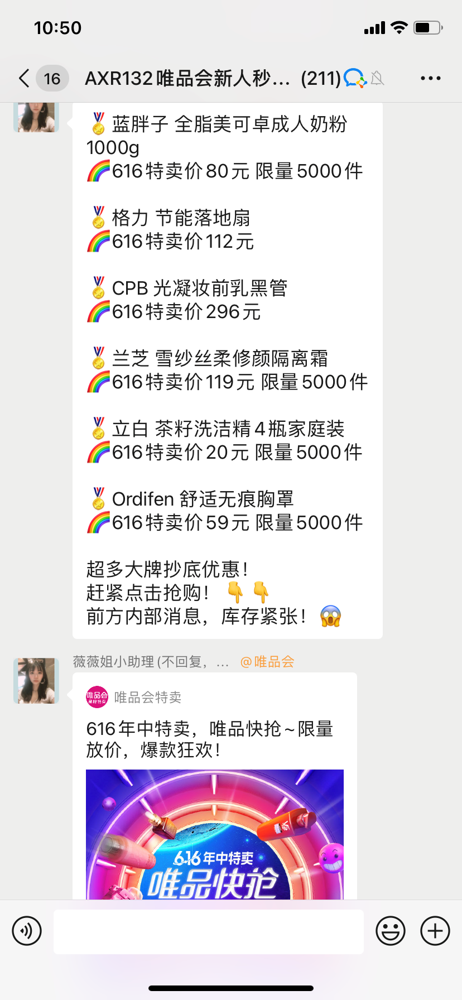 10:50
16
AXR132唯品会新人秒… (211)
蓝胖子 全脂美可卓成人奶粉
1000g
616特卖价80元 限量5000件
格力 节能落地扇
616特卖价112元
CPB 光凝妆前乳黑管
616特卖价296元
兰芝 雪纱丝柔修颜隔离霜
616特卖价119元 限量5000件
立白 茶籽洗洁精4瓶家庭装
616特卖价20元 限量5000件
Ordifen 舒适无痕胸罩
616特卖价59元 限量5000件
超多大牌抄底优惠！
赶紧点击抢购！
前方内部消息，库存紧张！
薇薇姐小助理(不回复，… @唯品会
唯品会
品牌特卖
唯品会特卖
616年中特卖，唯品快抢~限量
放价，爆款狂欢！
VS
616年中特卖
唯品快抢